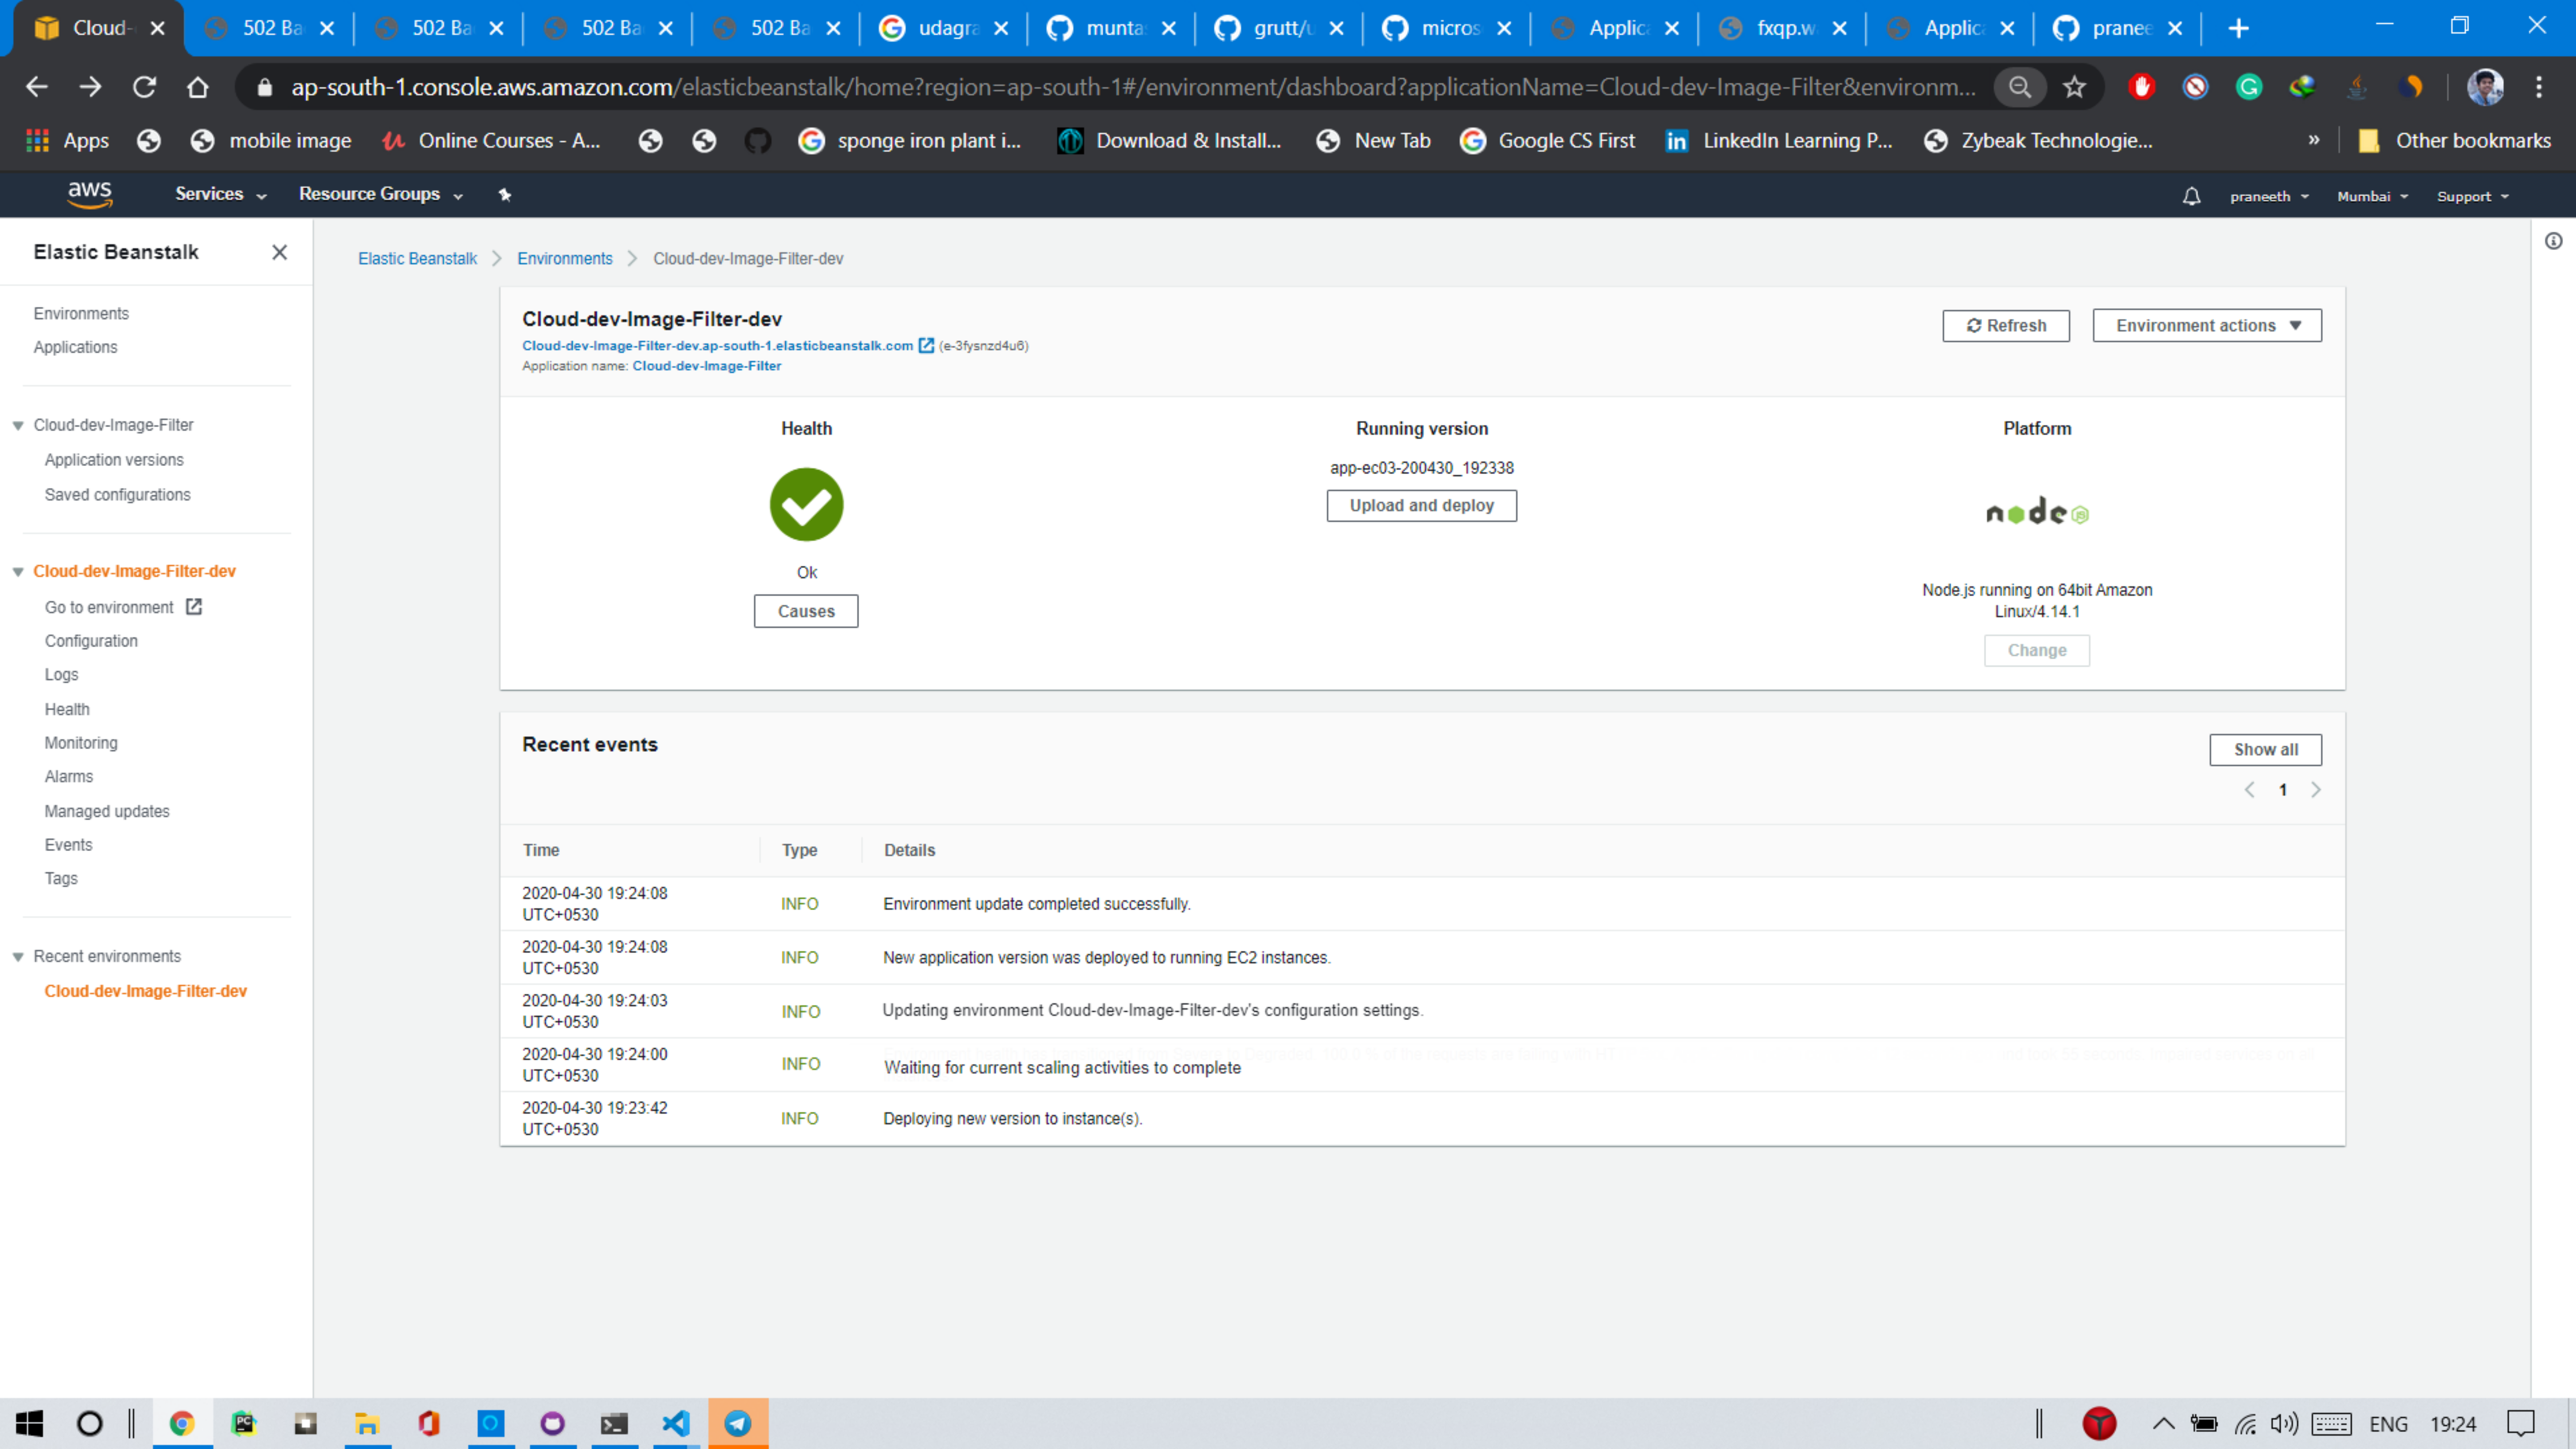 Cloud-
502 Ba
502 Ba
502 Ba
502 Ba
udagra
munta
grutt/u
micros
Applic
fxqp.w
Applic
pranee
ap-south-1.console.aws.amazon.com/elasticbeanstalk/home?region=ap-south-1#/environment/dashboard?applicationName=Cloud-dev-Image-Filter&environm...
Apps
mobile image
Online Courses - A...
sponge iron plant i...
Download & Install...
New Tab
Google CS First
LinkedIn Learning P...
Zybeak Technologie...
»
Other bookmarks
aws
Services
Resource Groups
praneeth
Mumbai
Support
Elastic Beanstalk
Environments
Applications
Cloud-dev-Image-Filter
Application versions
Saved configurations
Cloud-dev-Image-Filter-dev
Go to environment
Configuration
Logs
Health
Monitoring
Alarms
Managed updates
Events
Tags
Recent environments
Cloud-dev-Image-Filter-dev
Elastic Beanstalk > Environments > Cloud-dev-Image-Filter-dev
Cloud-dev-Image-Filter-dev
Cloud-dev-Image-Filter-dev.ap-south-1.elasticbeanstalk.com (e-3fysnzd4u6)
Application name: Cloud-dev-Image-Filter
Refresh
Environment actions
Health
Ok
Causes
Running version
app-ec03-200430_192338
Upload and deploy
Platform
node JS
Node.js running on 64bit Amazon
Linux/4.14.1
Change
Recent events
Show all
1
Time Type Details
2020-04-30 19:24:08
UTC+0530
INFO
Environment update completed successfully.
2020-04-30 19:24:08
UTC+0530
INFO
New application version was deployed to running EC2 instances.
2020-04-30 19:24:03
UTC+0530
INFO
Updating environment Cloud-dev-Image-Filter-dev's configuration settings.
2020-04-30 19:24:00
UTC+0530
INFO
Waiting for current scaling activities to complete
2020-04-30 19:23:42
UTC+0530
INFO
Deploying new version to instance(s).
PC
ENG
19:24